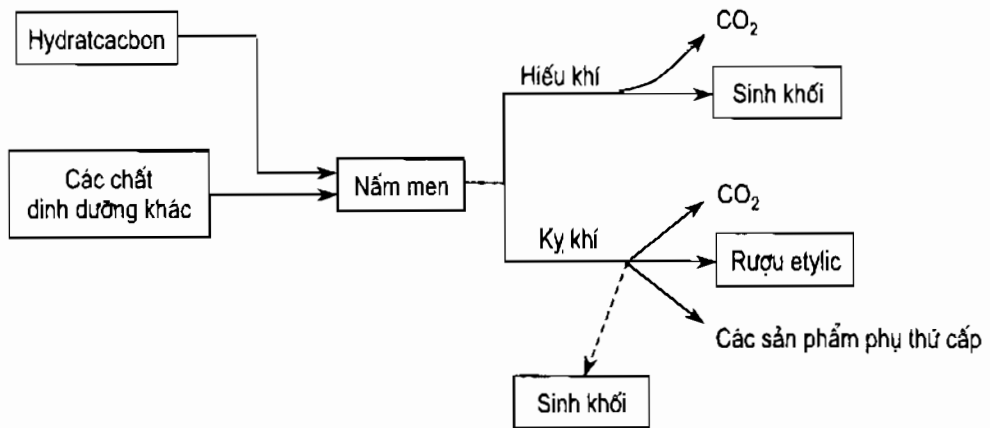 Hydratcacbon
CO₂
Hiếu khí
Sinh khối
Các chất
dinh dưỡng khác
Nấm men
CO₂
Kỵ khí
Rượu etylic
Các sản phẩm phụ thứ cấp
Sinh khối